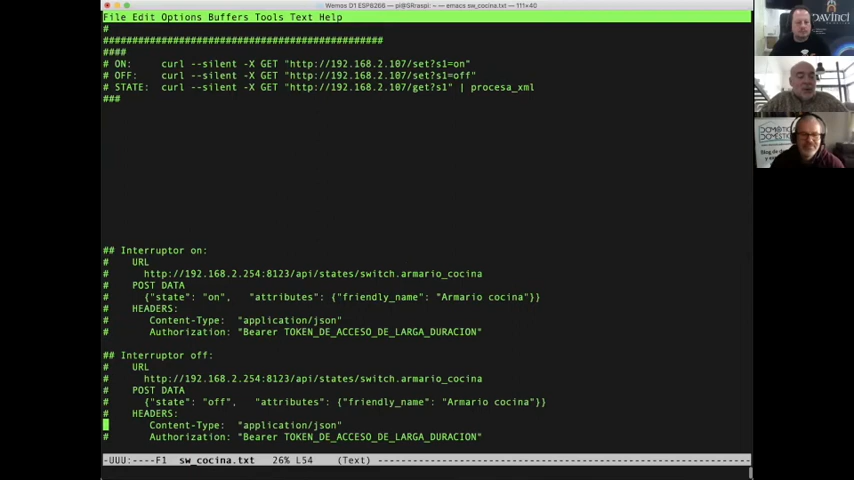 Wemos D1 ESP8266 — pi@SRraspi: ~ — emacs sw_cocina.txt — 111×40
File Edit Options Buffers Tools Text Help
#
################################################
####
# ON:     curl --silent -X GET "http://192.168.2.107/set?s1=on"
# OFF:    curl --silent -X GET "http://192.168.2.107/set?s1=off"
# STATE:  curl --silent -X GET "http://192.168.2.107/get?s1" | procesa_xml
###
## Interruptor on:
#    URL
#      http://192.168.2.254:8123/api/states/switch.armario_cocina
#    POST DATA
#      {"state": "on",   "attributes": {"friendly_name": "Armario cocina"}}
#    HEADERS:
#       Content-Type:  "application/json"
#       Authorization: "Bearer TOKEN_DE_ACCESO_DE_LARGA_DURACION"
## Interruptor off:
#    URL
#      http://192.168.2.254:8123/api/states/switch.armario_cocina
#    POST DATA
#      {"state": "off",   "attributes": {"friendly_name": "Armario cocina"}}
#    HEADERS:
       Content-Type:  "application/json"
#       Authorization: "Bearer TOKEN_DE_ACCESO_DE_LARGA_DURACION"
-UUU:----F1  sw_cocina.txt   26% L54    (Text)
DAVINCI
DOMÓTICA
DOMÉSTICA
Blog de